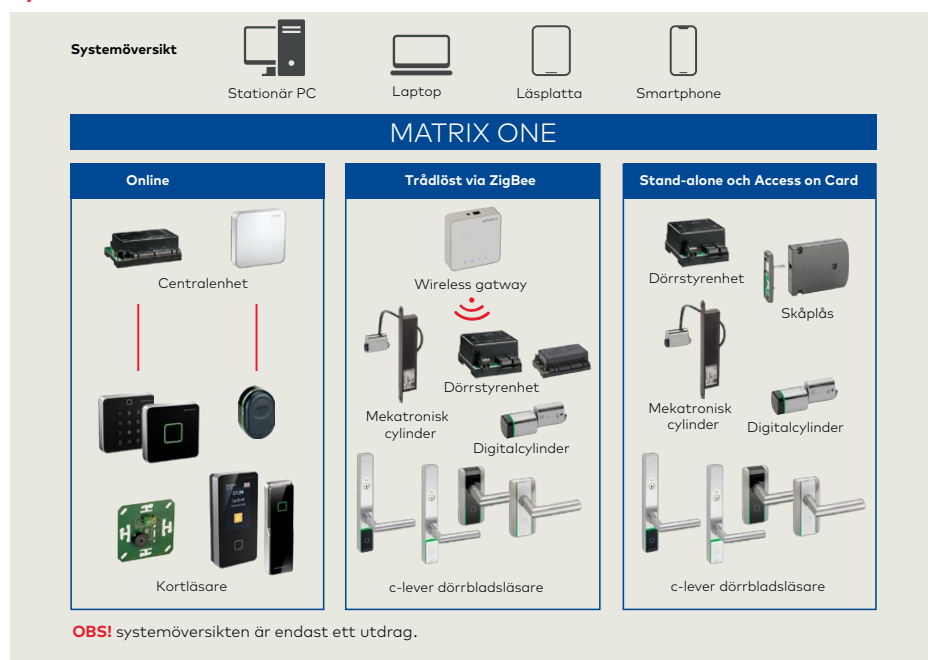 Systemöversikt
Stationär PC
Laptop
Läsplatta
Smartphone
MATRIX ONE
Online
Centralenhet
Kortläsare
Trådlöst via ZigBee
Wireless gatway
Dörrstyrenhet
Mekatronisk
cylinder
Digitalcylinder
c-lever dörrbladsläsare
Stand-alone och Access on Card
Dörrstyrenhet
Skåplås
Mekatronisk
cylinder
Digitalcylinder
c-lever dörrbladsläsare
OBS! systemöversikten är endast ett utdrag.